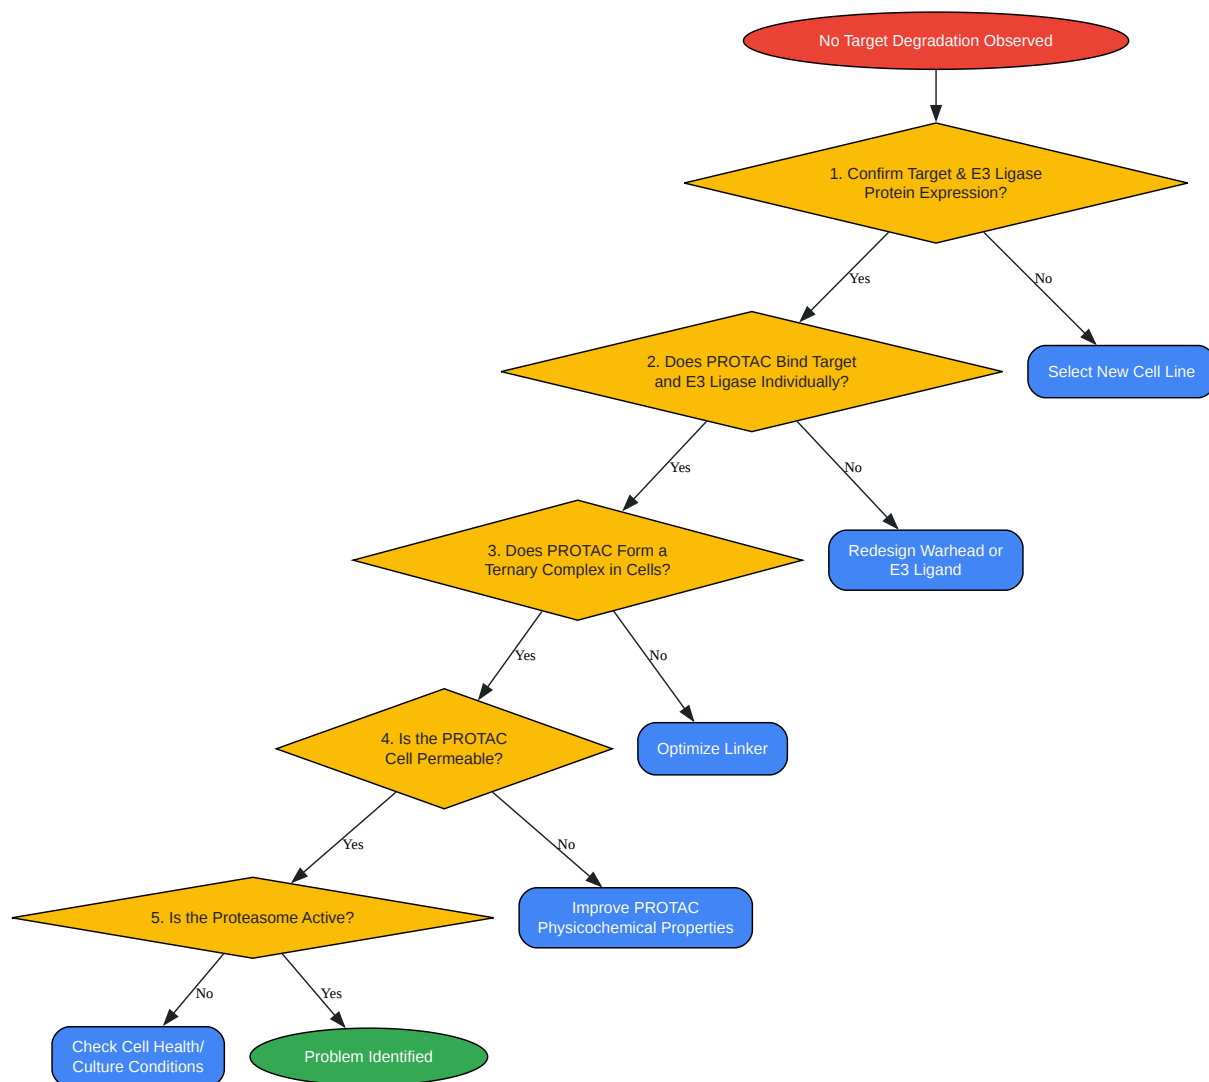 No Target Degradation Observed
1. Confirm Target & E3 Ligase
Protein Expression?
Yes
No
2. Does PROTAC Bind Target
and E3 Ligase Individually?
Select New Cell Line
Yes
No
3. Does PROTAC Form a
Ternary Complex in Cells?
Redesign Warhead or
E3 Ligand
Yes
No
4. Is the PROTAC
Cell Permeable?
Optimize Linker
Yes
No
5. Is the Proteasome Active?
Improve PROTAC
Physicochemical Properties
No
Yes
Check Cell Health/
Culture Conditions
Problem Identified